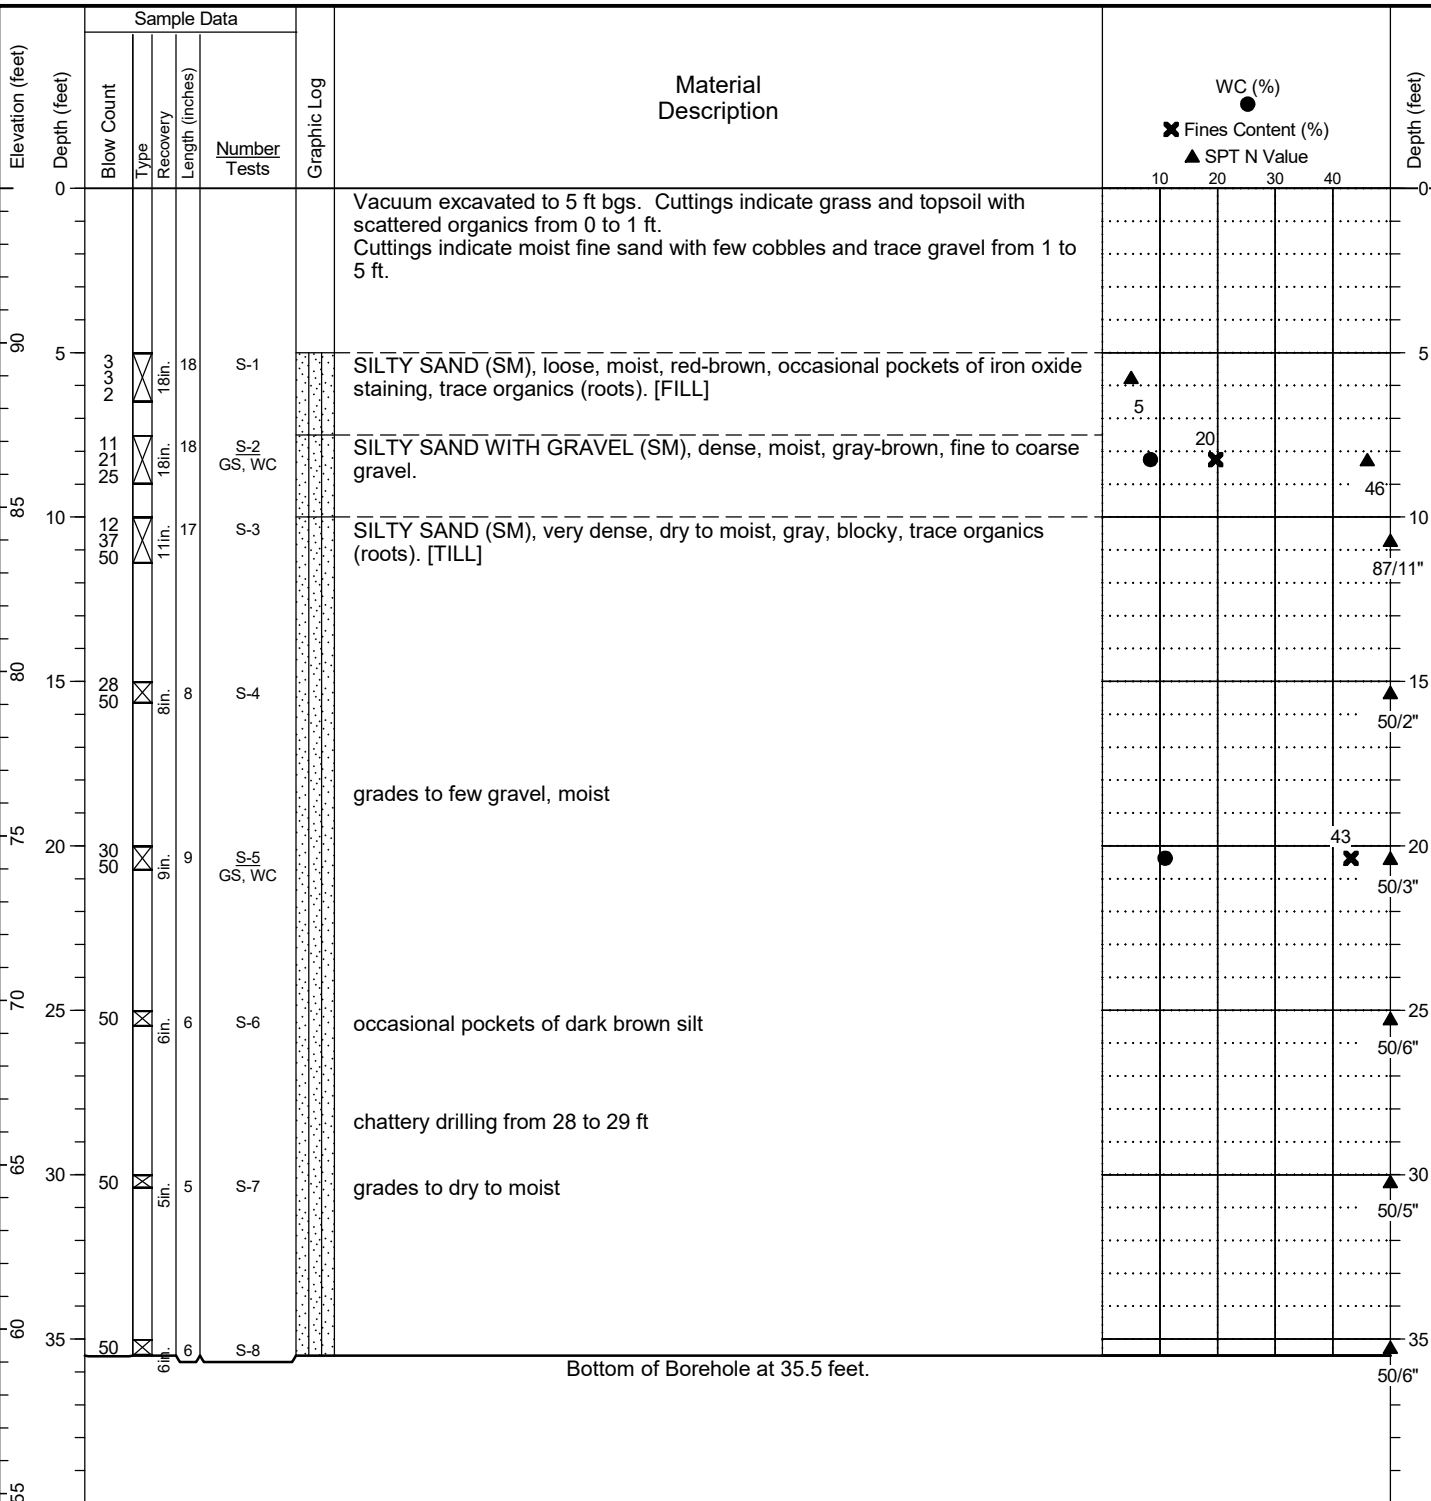 Sample Data
Elevation (feet)
Depth (feet)
Blow Count
Type
Recovery
Length (inches)
Number
Tests
Graphic Log
Material
Description
WC (%)
Fines Content (%)
SPT N Value
Depth (feet)
10 20 30 40
0
0
Vacuum excavated to 5 ft bgs. Cuttings indicate grass and topsoil with
scattered organics from 0 to 1 ft.
Cuttings indicate moist fine sand with few cobbles and trace gravel from 1 to
5 ft.
90
5
3
3
2
18in.
18
S-1
SILTY SAND (SM), loose, moist, red-brown, occasional pockets of iron oxide
staining, trace organics (roots). [FILL]
5
5
11
21
25
18in.
18
S-2
GS, WC
SILTY SAND WITH GRAVEL (SM), dense, moist, gray-brown, fine to coarse
gravel.
20
46
85
10
12
37
50
11in.
17
S-3
SILTY SAND (SM), very dense, dry to moist, gray, blocky, trace organics
(roots). [TILL]
10
87/11"
80
15
28
50
8in.
8
S-4
15
50/2"
grades to few gravel, moist
75
20
30
50
9in.
9
S-5
GS, WC
43
20
50/3"
70
25
50
6in.
6
S-6
occasional pockets of dark brown silt
25
50/6"
chattery drilling from 28 to 29 ft
65
30
50
5in.
5
S-7
grades to dry to moist
30
50/5"
60
35
50
6in.
6
S-8
35
Bottom of Borehole at 35.5 feet.
50/6"
55